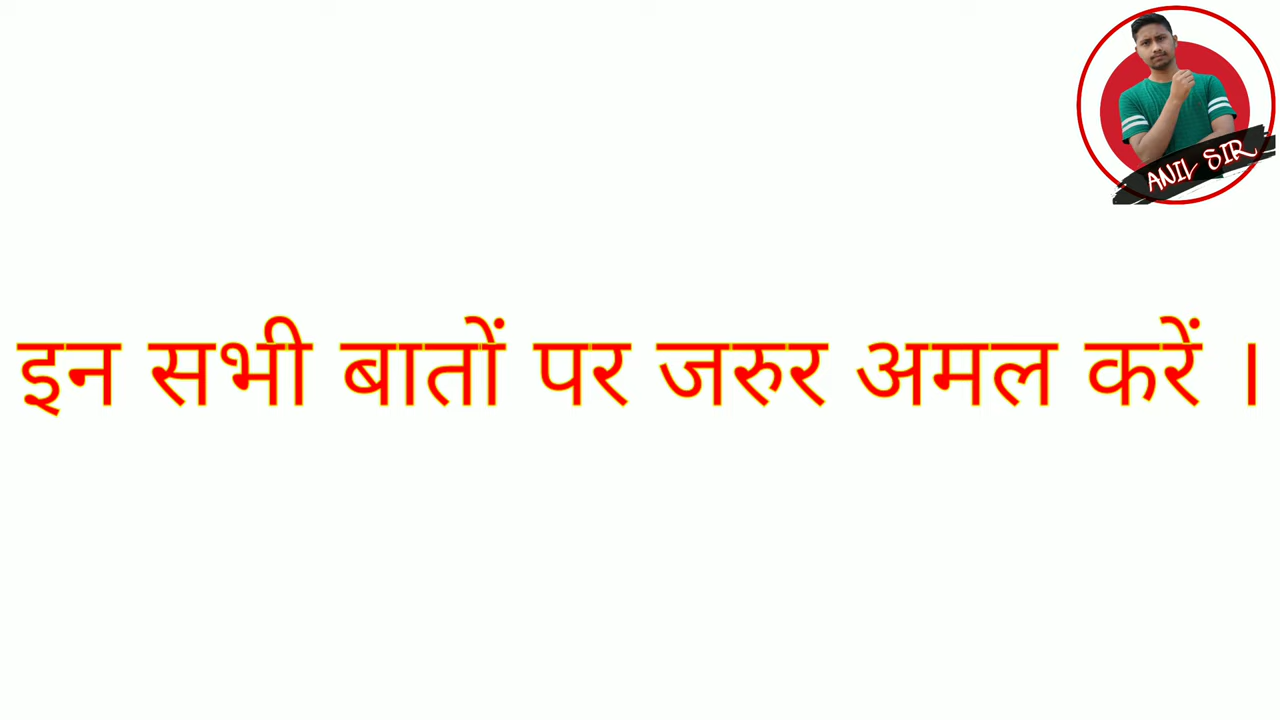 ANIL SIR
इन सभी बातों पर जरुर अमल करें ।